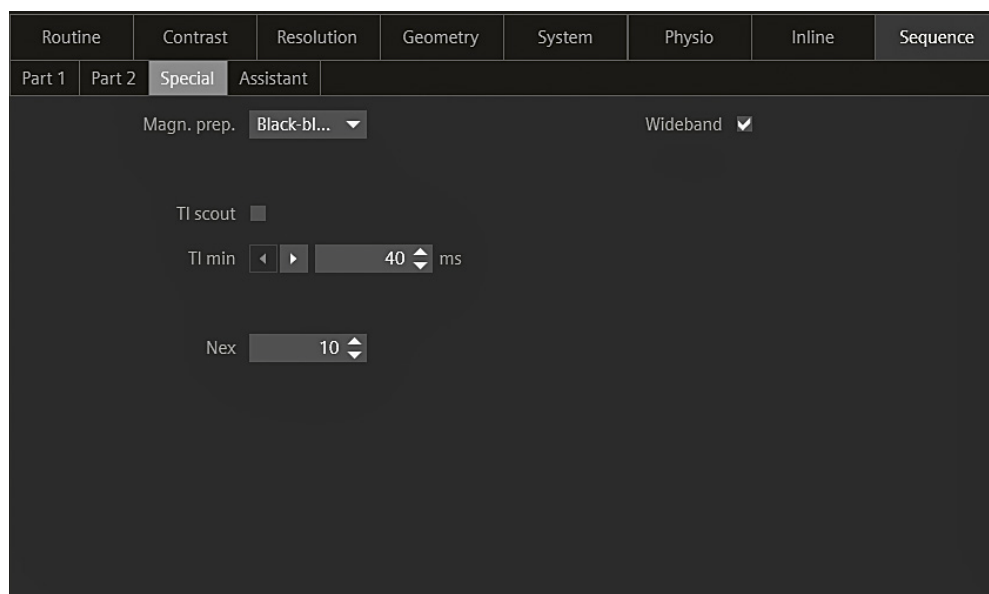 Routine Contrast Resolution Geometry System Physio Inline Sequence
Part 1 Part 2 Special Assistant
Magn. prep. Black-bl... Wideband
TI scout
TI min 40 ms
Nex 10